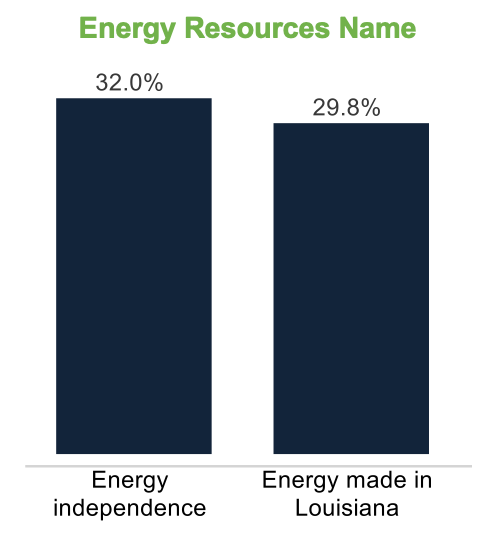 Energy Resources Name
32.0%
29.8%
Energy
independence
Energy made in
Louisiana